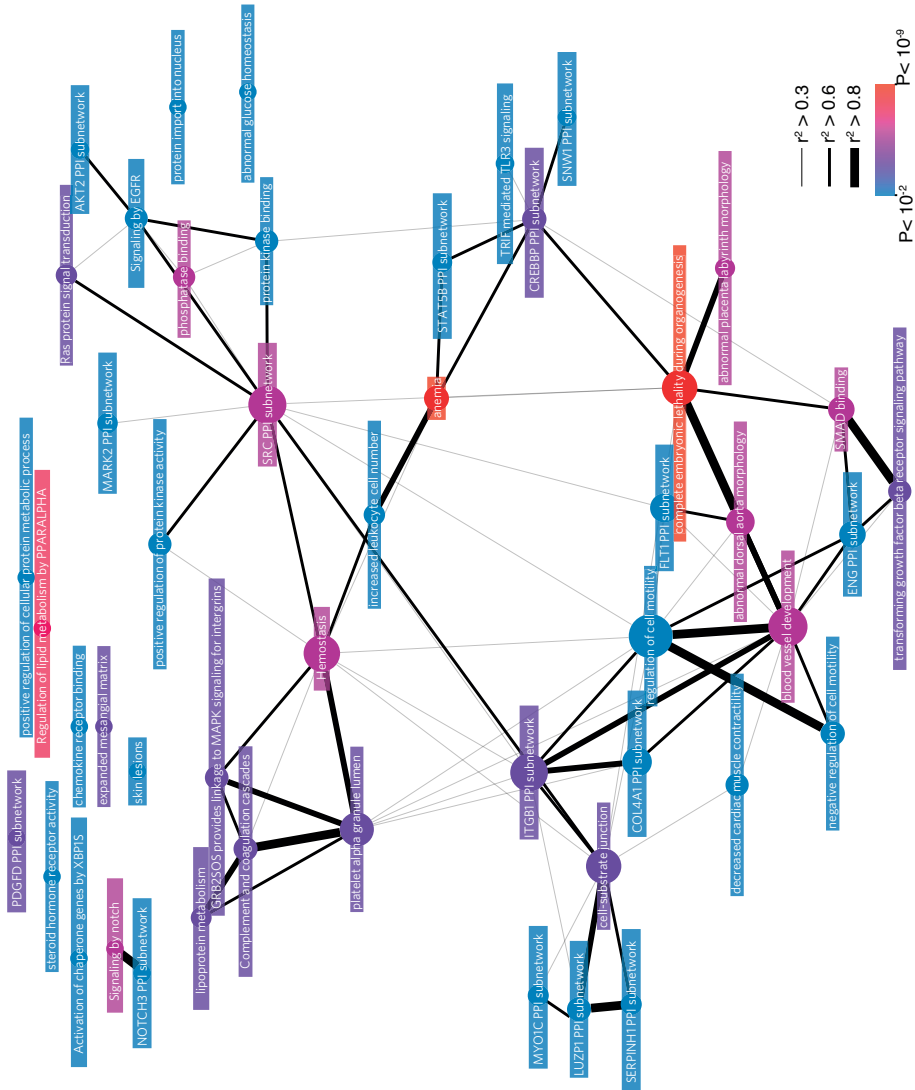 PDGFD PPI subnetwork
positive regulation of cellular protein metabolic process
Regulation of lipid metabolism by PPARALPHA
steroid hormone receptor activity
Activation of chaperone genes by XBP1S
chemokine receptor binding
expanded mesangial matrix
skin lesions
Signaling by notch
NOTCH3 PPI subnetwork
Ras protein signal transduction
AKT2 PPI subnetwork
Signaling by EGFR
protein import into nucleus
abnormal glucose homeostasis
phosphatase binding
protein kinase binding
MARK2 PPI subnetwork
positive regulation of protein kinase activity
SRC PPI
subnetwork
lipoprotein metabolism
GRB2SOS provides linkage to MAPK signaling for intergrins
Complement and coagulation cascades
platelet alpha granule lumen
Hemostasis
increased leukocyte cell number
anemia
STAT5B PPI subnetwork
TRIF mediated TLR3 signaling
CREBBP PPI subnetwork
SNW1 PPI subnetwork
ITGB1 PPI subnetwork
MYO1C PPI subnetwork
LUZP1 PPI subnetwork
SERPINH1 PPI subnetwork
cell-substrate junction
COL4A1 PPI subnetwork
regulation of cell motility
FLT1 PPI subnetwork
complete embryonic lethality during organogenesis
abnormal placenta labyrinth morphology
abnormal dorsal aorta morphology
decreased cardiac muscle contractility
blood vessel development
negative regulation of cell motility
SMAD binding
ENG PPI subnetwork
transforming growth factor beta receptor signaling pathway
r² > 0.3
r² > 0.6
r² > 0.8
P< 10⁻²
P< 10⁻⁹